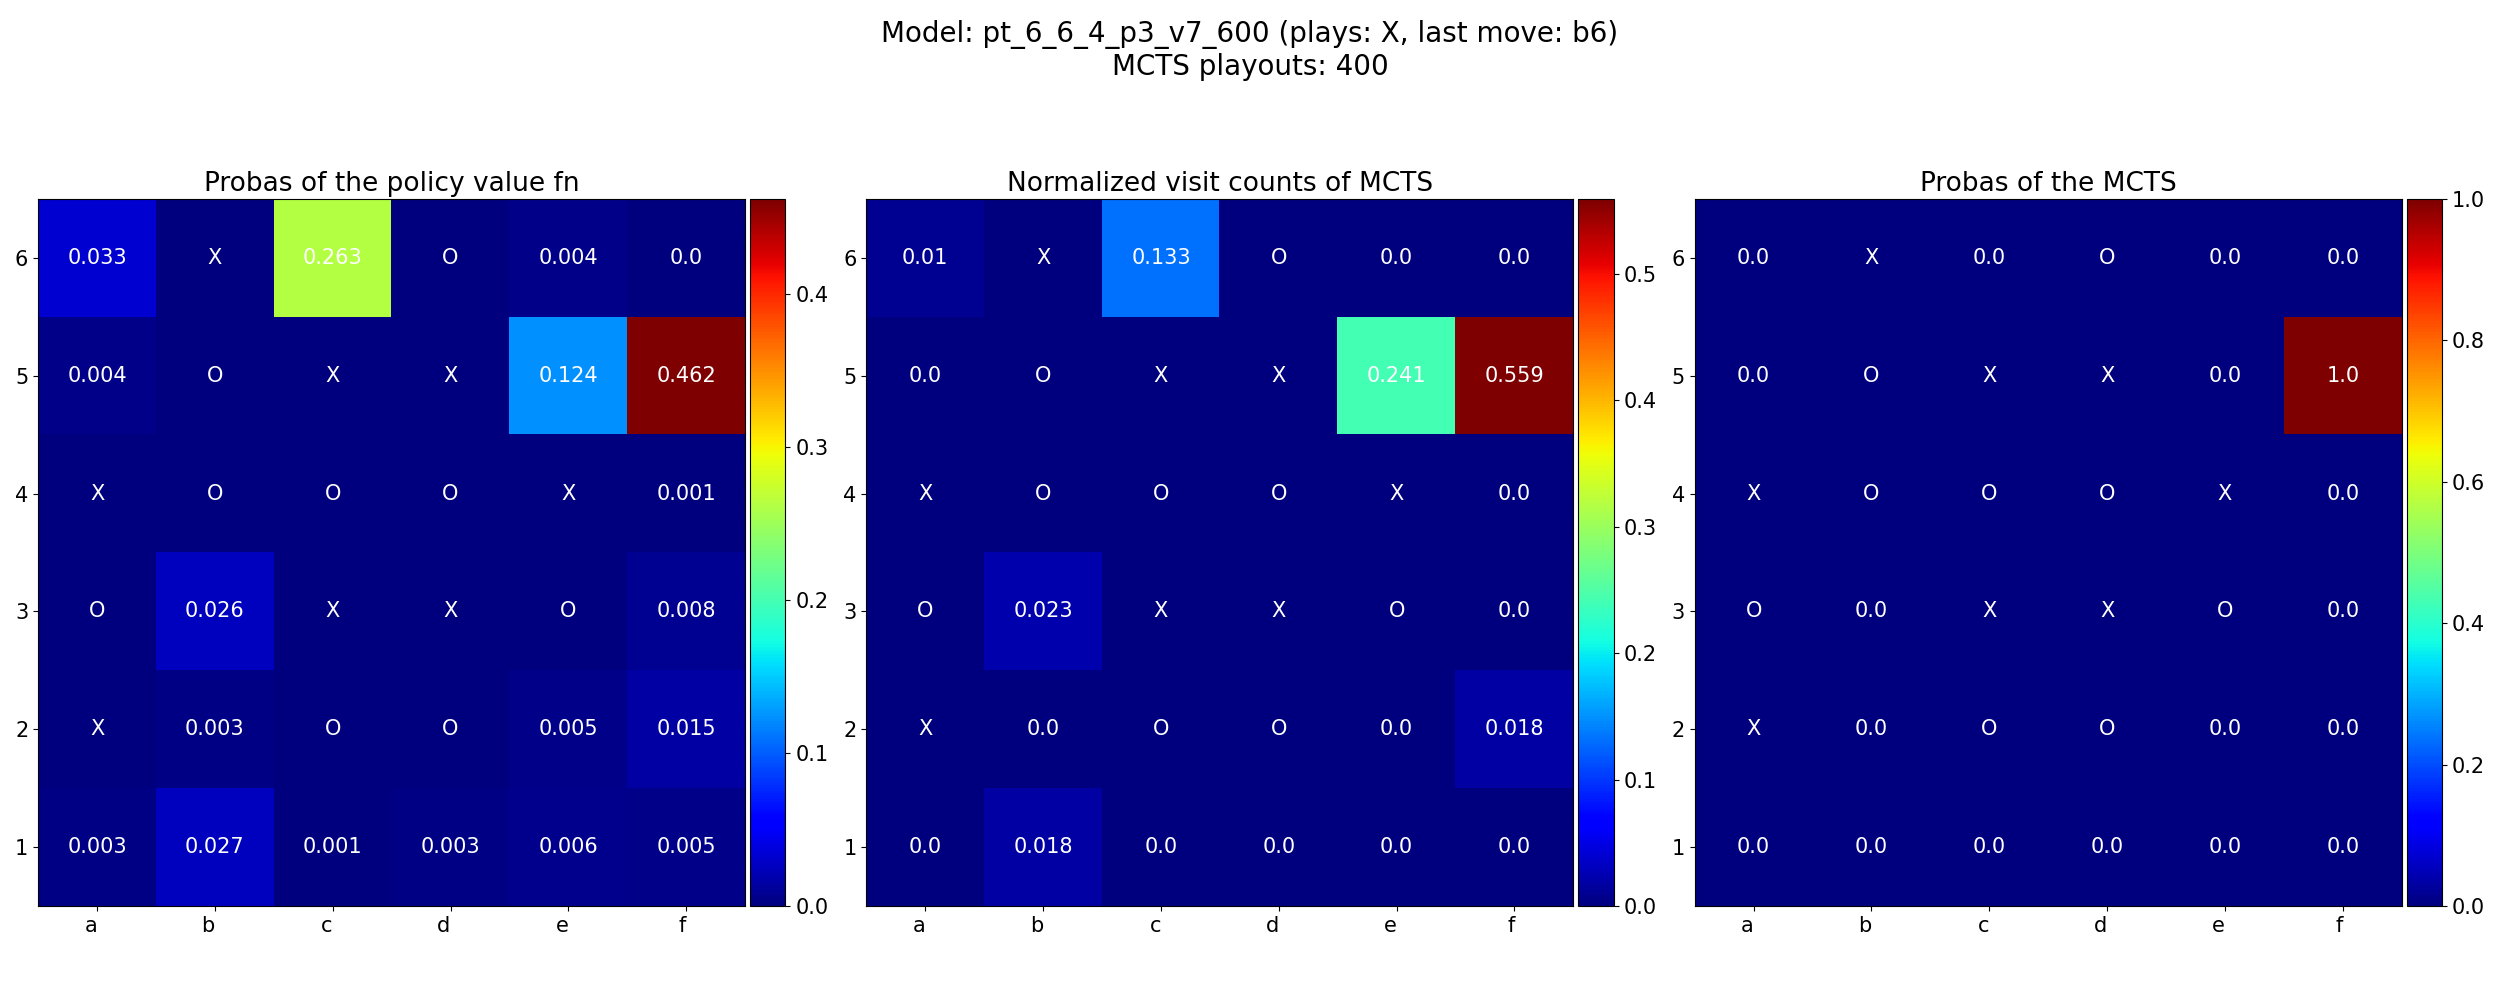 Model: pt_6_6_4_p3_v7_600 (plays: X, last move: b6)
MCTS playouts: 400
Probas of the policy value fn
6 0.033 X 0.263 O 0.004 0.0
5 0.004 O X X 0.124 0.462
4 X O O O X 0.001
3 O 0.026 X X O 0.008
2 X 0.003 O O 0.005 0.015
1 0.003 0.027 0.001 0.003 0.006 0.005
a b c d e f
0.4
0.3
0.2
0.1
0.0
Normalized visit counts of MCTS
6 0.01 X 0.133 O 0.0 0.0
5 0.0 O X X 0.241 0.559
4 X O O O X 0.0
3 O 0.023 X X O 0.0
2 X 0.0 O O 0.0 0.018
1 0.0 0.018 0.0 0.0 0.0 0.0
a b c d e f
0.5
0.4
0.3
0.2
0.1
0.0
Probas of the MCTS
6 0.0 X 0.0 O 0.0 0.0
5 0.0 O X X 0.0 1.0
4 X O O O X 0.0
3 O 0.0 X X O 0.0
2 X 0.0 O O 0.0 0.0
1 0.0 0.0 0.0 0.0 0.0 0.0
a b c d e f
1.0
0.8
0.6
0.4
0.2
0.0